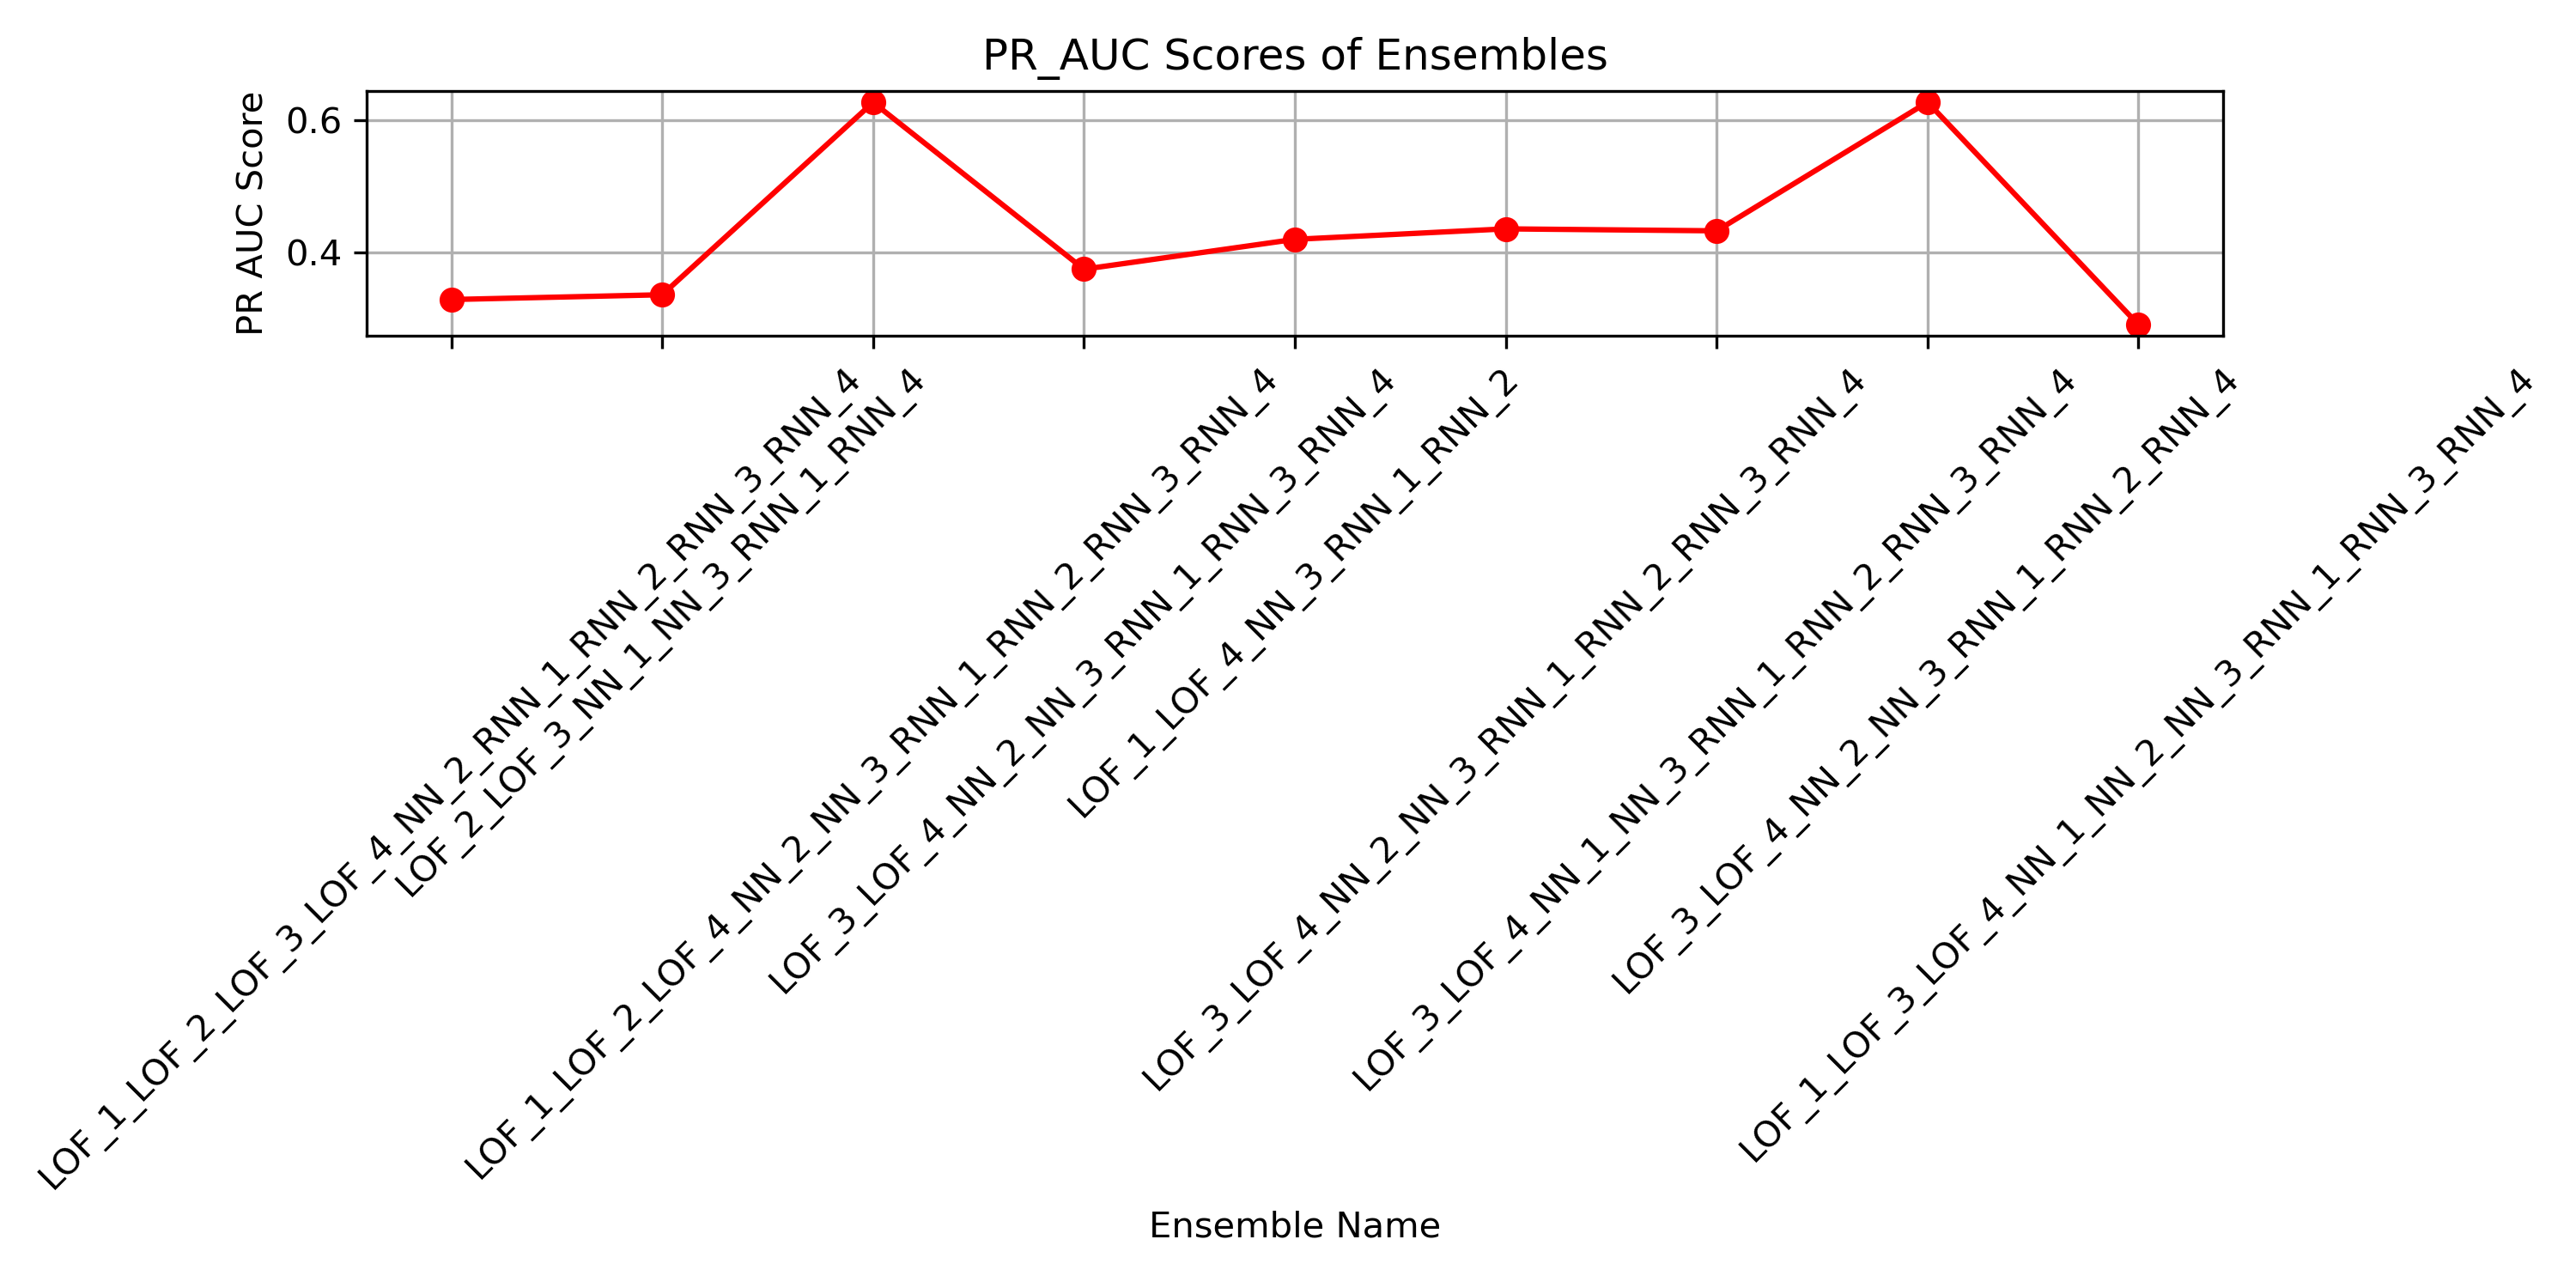 PR_AUC Scores of Ensembles
PR AUC Score
0.6
0.4
LOF_1_LOF_2_LOF_3_LOF_4_NN_2_RNN_1_RNN_2_RNN_3_RNN_4
LOF_2_LOF_3_NN_1_NN_3_RNN_1_RNN_4
LOF_1_LOF_2_LOF_4_NN_2_NN_3_RNN_1_RNN_2_RNN_3_RNN_4
LOF_3_LOF_4_NN_2_NN_3_RNN_1_RNN_3_RNN_4
LOF_1_LOF_4_NN_3_RNN_1_RNN_2
LOF_3_LOF_4_NN_2_NN_3_RNN_1_RNN_2_RNN_3_RNN_4
LOF_3_LOF_4_NN_1_NN_3_RNN_1_RNN_2_RNN_3_RNN_4
LOF_3_LOF_4_NN_2_NN_3_RNN_1_RNN_2_RNN_4
LOF_1_LOF_3_LOF_4_NN_1_NN_2_NN_3_RNN_1_RNN_3_RNN_4
Ensemble Name